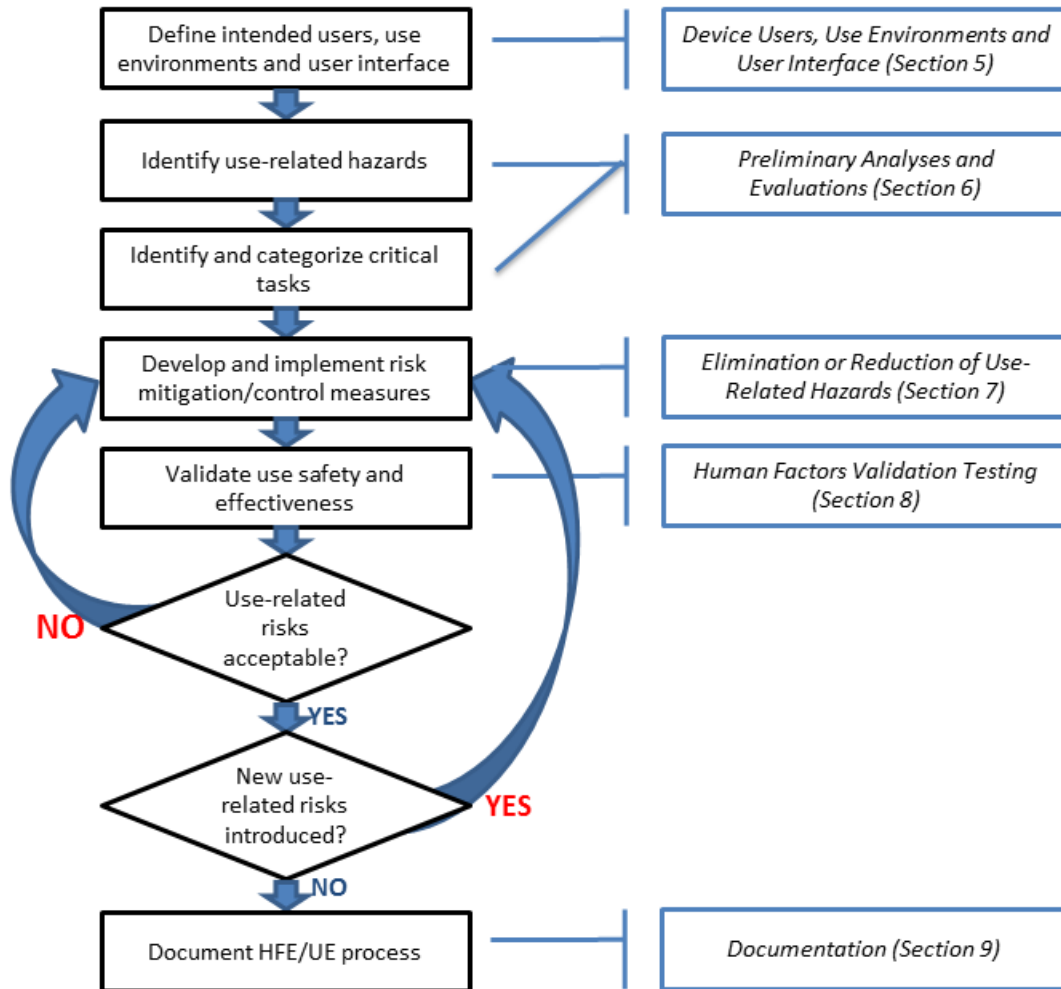 Define intended users, use
environments and user interface
Device Users, Use Environments and
User Interface (Section 5)
Identify use-related hazards
Preliminary Analyses and
Evaluations (Section 6)
Identify and categorize critical
tasks
Develop and implement risk
mitigation/control measures
Elimination or Reduction of Use-
Related Hazards (Section 7)
Validate use safety and
effectiveness
Human Factors Validation Testing
(Section 8)
Use-related
risks
acceptable?
NO
YES
New use-
related risks
introduced?
YES
NO
Document HFE/UE process
Documentation (Section 9)